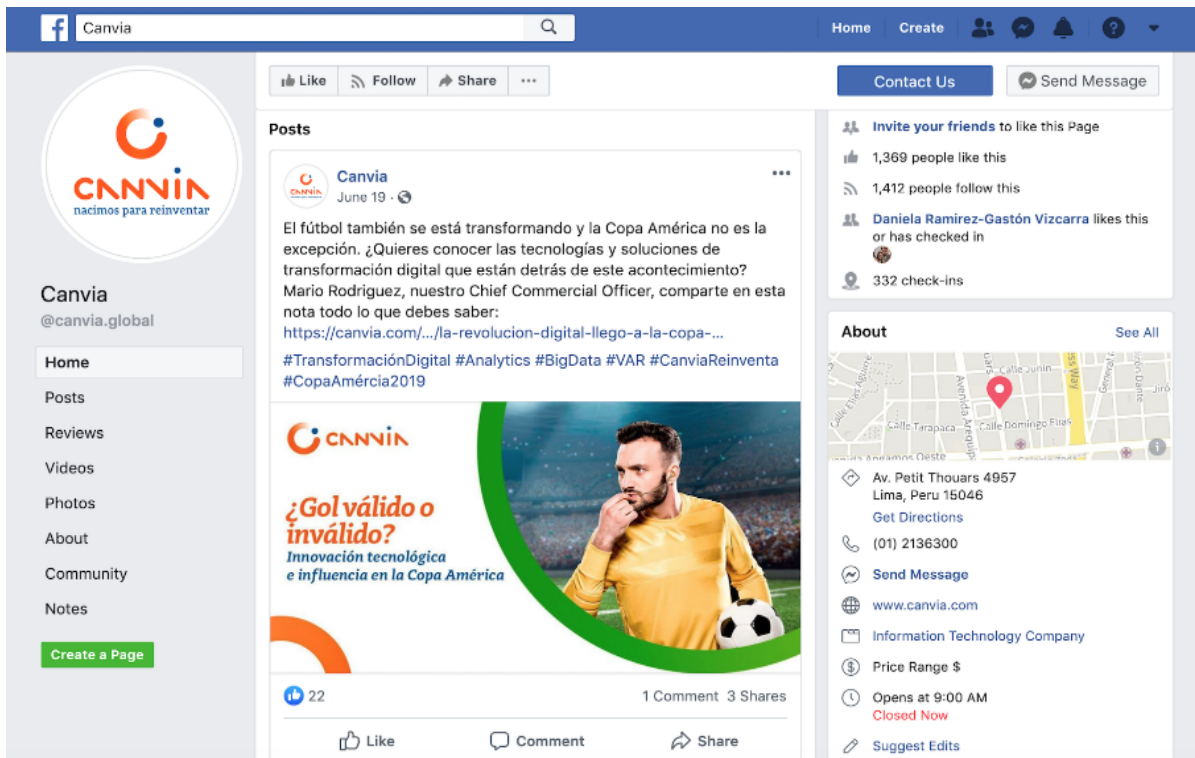 Canvia
Home
Create
CANVIA
nacimos para reinventar
Canvia
@canvia.global
Home
Posts
Reviews
Videos
Photos
About
Community
Notes
Create a Page
Like
Follow
Share
Contact Us
Send Message
Posts
CANVIA
Canvia
June 19
El fútbol también se está transformando y la Copa América no es la
excepción. ¿Quieres conocer las tecnologías y soluciones de
transformación digital que están detrás de este acontecimiento?
Mario Rodriguez, nuestro Chief Commercial Officer, comparte en esta
nota todo lo que debes saber:
https://canvia.com/.../la-revolucion-digital-llego-a-la-copa-...
#TransformaciónDigital #Analytics #BigData #VAR #CanviaReinventa
#CopaAmércia2019
CANVIA
¿Gol válido o
inválido?
Innovación tecnológica
e influencia en la Copa América
22
1 Comment 3 Shares
Like
Comment
Share
Invite your friends to like this Page
1,369 people like this
1,412 people follow this
Daniela Ramirez-Gastón Vizcarra likes this
or has checked in
332 check-ins
About
See All
Calle Junin
Way
Avenida Arequipa
Calle Tarapaca
Calle Domingo Elias
Andamos Oeste
Av. Petit Thouars 4957
Lima, Peru 15046
Get Directions
(01) 2136300
Send Message
www.canvia.com
Information Technology Company
Price Range $
Opens at 9:00 AM
Closed Now
Suggest Edits